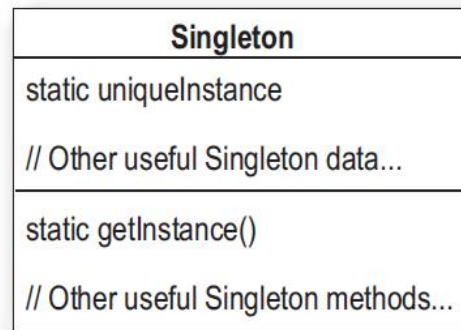 Singleton
static uniqueInstance
// Other useful Singleton data...
static getInstance()
// Other useful Singleton methods...